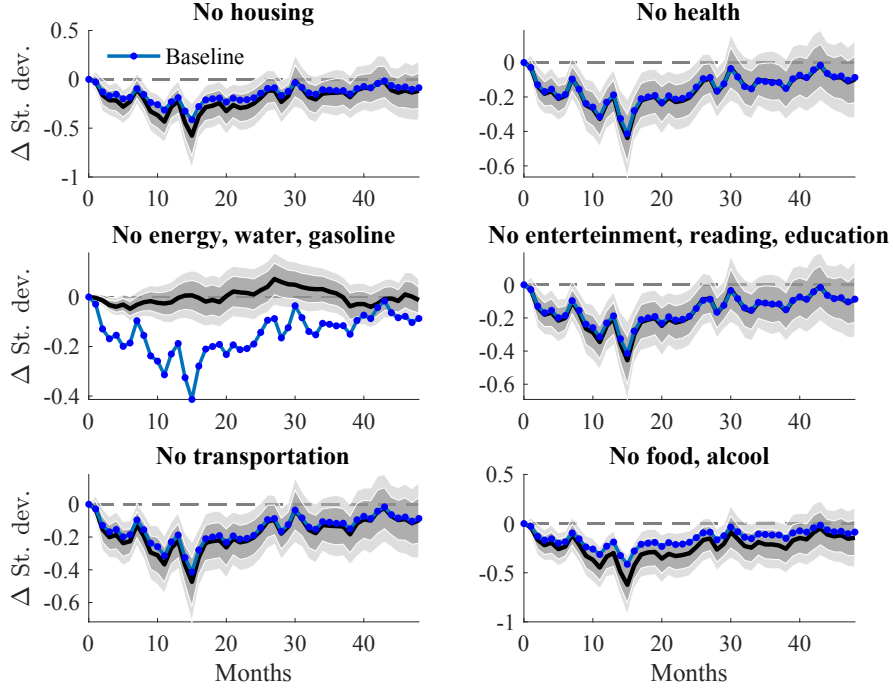 No housing
0.5
0
-0.5
-1
Δ St. dev.
Baseline
0 10 20 30 40
No health
0
-0.2
-0.4
-0.6
0 10 20 30 40
No energy, water, gasoline
0
-0.2
-0.4
Δ St. dev.
0 10 20 30 40
No enterteinment, reading, education
0
-0.2
-0.4
-0.6
0 10 20 30 40
No transportation
0
-0.2
-0.4
-0.6
Δ St. dev.
0 10 20 30 40
Months
No food, alcool
0
-0.5
-1
0 10 20 30 40
Months